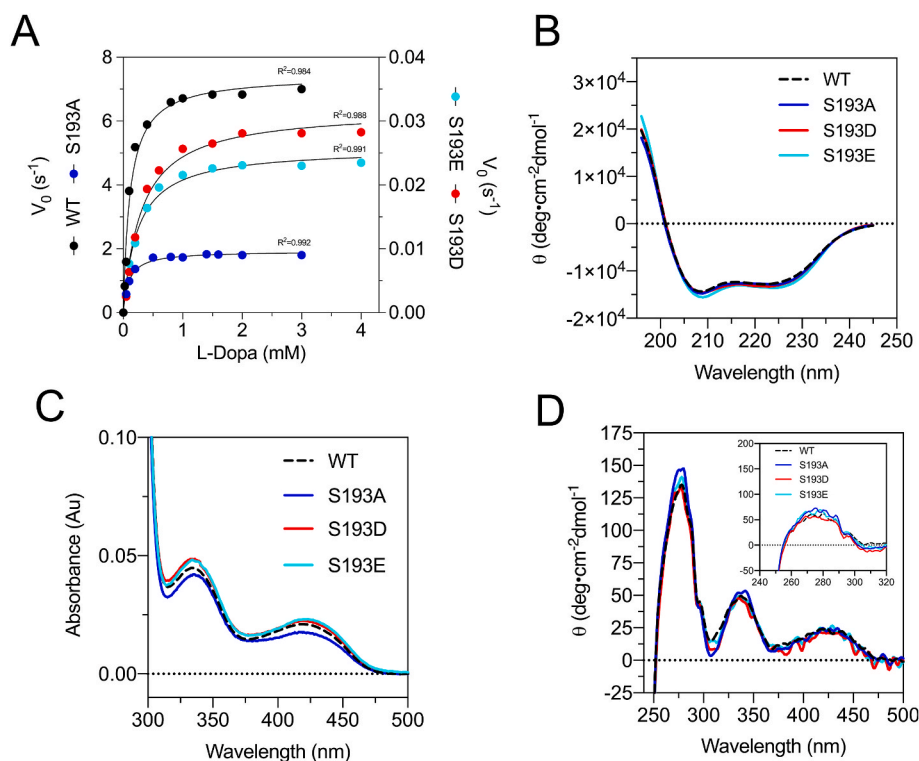 A
8
6
4
2
0
V₀ (s⁻¹)
WT
S193A
0.04
0.03
0.02
0.01
0.00
S193E
S193D
V₀ (s⁻¹)
R²=0.984
R²=0.988
R²=0.991
R²=0.992
0 1 2 3 4
L-Dopa (mM)
B
2×10⁴
1×10⁴
0
-1×10⁴
-2×10⁴
θ (deg•cm⁻²dmol⁻¹
WT
S193A
S193D
S193E
200 210 220 230 240 250
Wavelength (nm)
C
0.10
0.05
0.00
Absorbance (Au)
WT
S193A
S193D
S193E
300 350 400 450 500
Wavelength (nm)
D
175
150
125
100
75
50
25
0
-25
θ (deg•cm⁻²dmol⁻¹
200
150
100
50
0
-50
WT
S193A
S193D
S193E
240 260 280 300 320
250 300 350 400 450 500
Wavelength (nm)